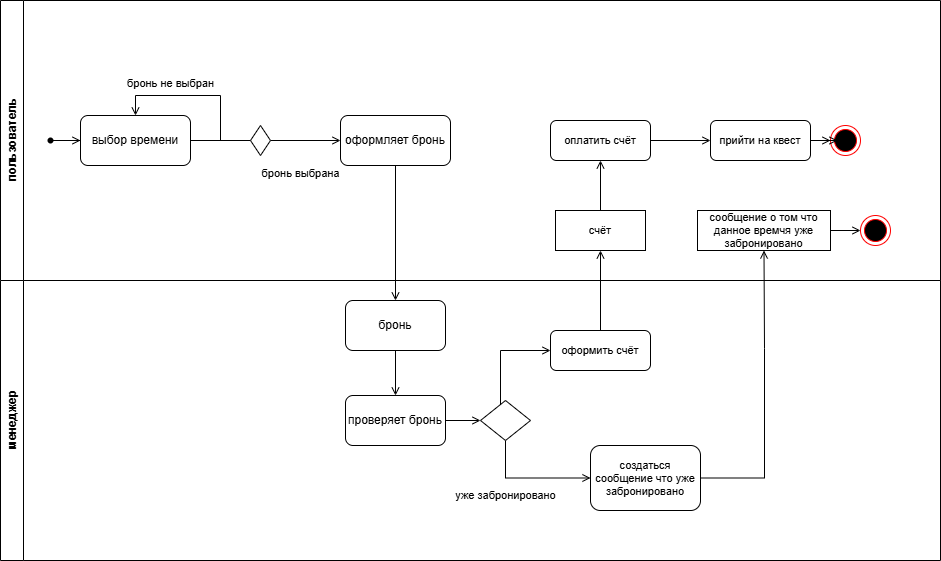 пользователь
бронь не выбран
выбор времени
бронь выбрана
оформляет бронь
оплатить счёт
прийти на квест
счёт
сообщение о том что
данное времчя уже
забронировано
менеджер
бронь
проверяет бронь
оформить счёт
уже забронировано
создаться
сообщение что уже
забронировано